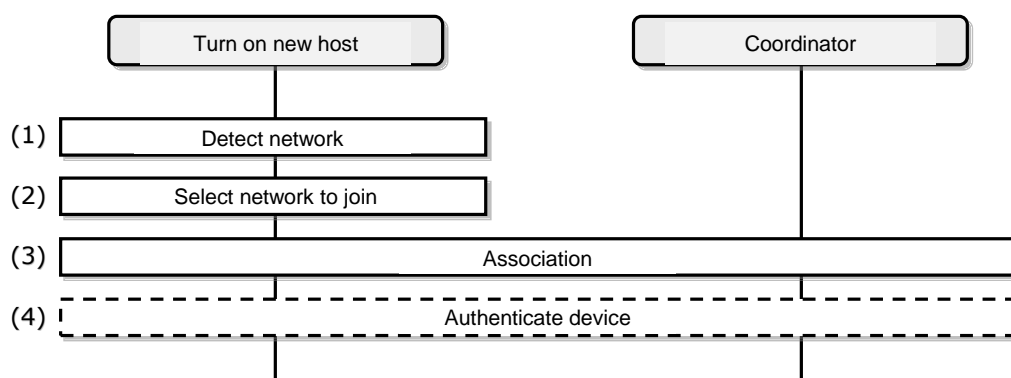 Turn on new host
Coordinator
(1) Detect network
(2) Select network to join
(3) Association
(4) Authenticate device